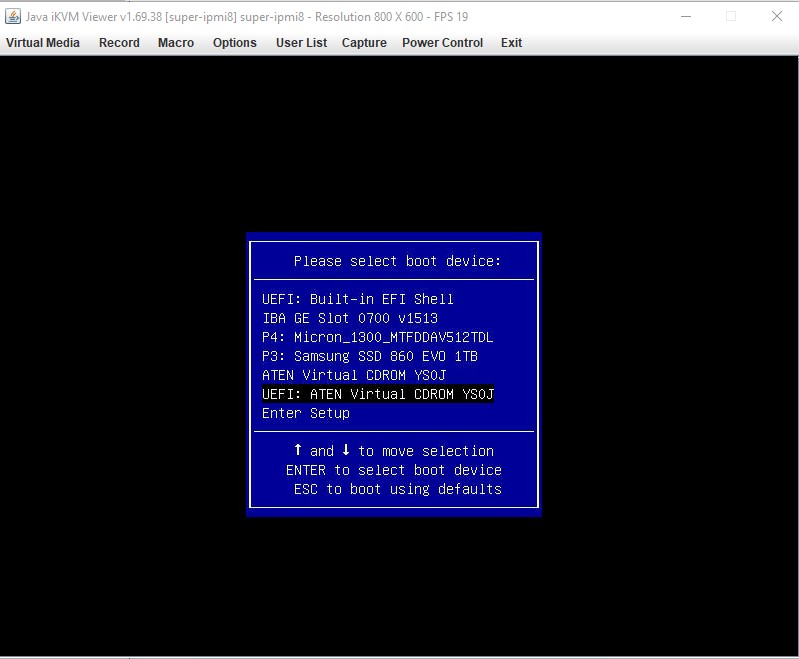 Java iKVM Viewer v1.69.38 [super-ipmi8] super-ipmi8 - Resolution 800 X 600 - FPS 19
Virtual Media Record Macro Options User List Capture Power Control Exit
Please select boot device:
UEFI: Built-in EFI Shell
IBA GE Slot 0700 v1513
P4: Micron_1300_MTFDDAV512TDL
P3: Samsung SSD 860 EVO 1TB
ATEN Virtual CDROM YS0J
UEFI: ATEN Virtual CDROM YS0J
Enter Setup
↑ and ↓ to move selection
ENTER to select boot device
ESC to boot using defaults